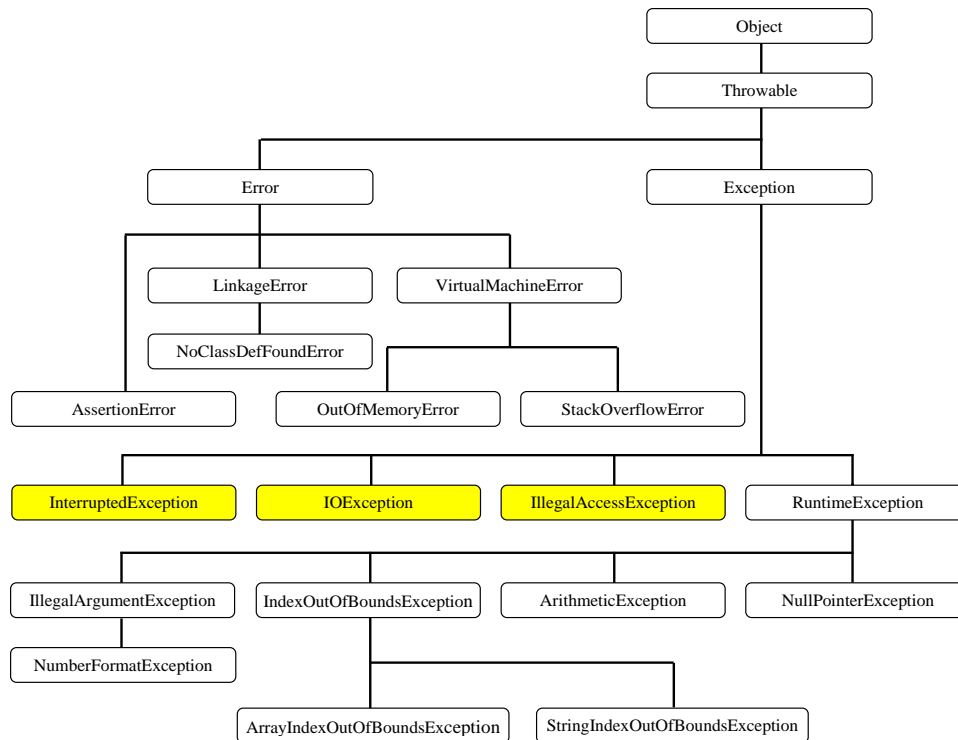 Object
Throwable
Error
Exception
LinkageError
VirtualMachineError
NoClassDefFoundError
AssertionError
OutOfMemoryError
StackOverflowError
InterruptedException
IOException
IllegalAccessException
RuntimeException
IllegalArgumentException
IndexOutOfBoundsException
ArithmeticException
NullPointerException
NumberFormatException
ArrayIndexOutOfBoundsException
StringIndexOutOfBoundsException